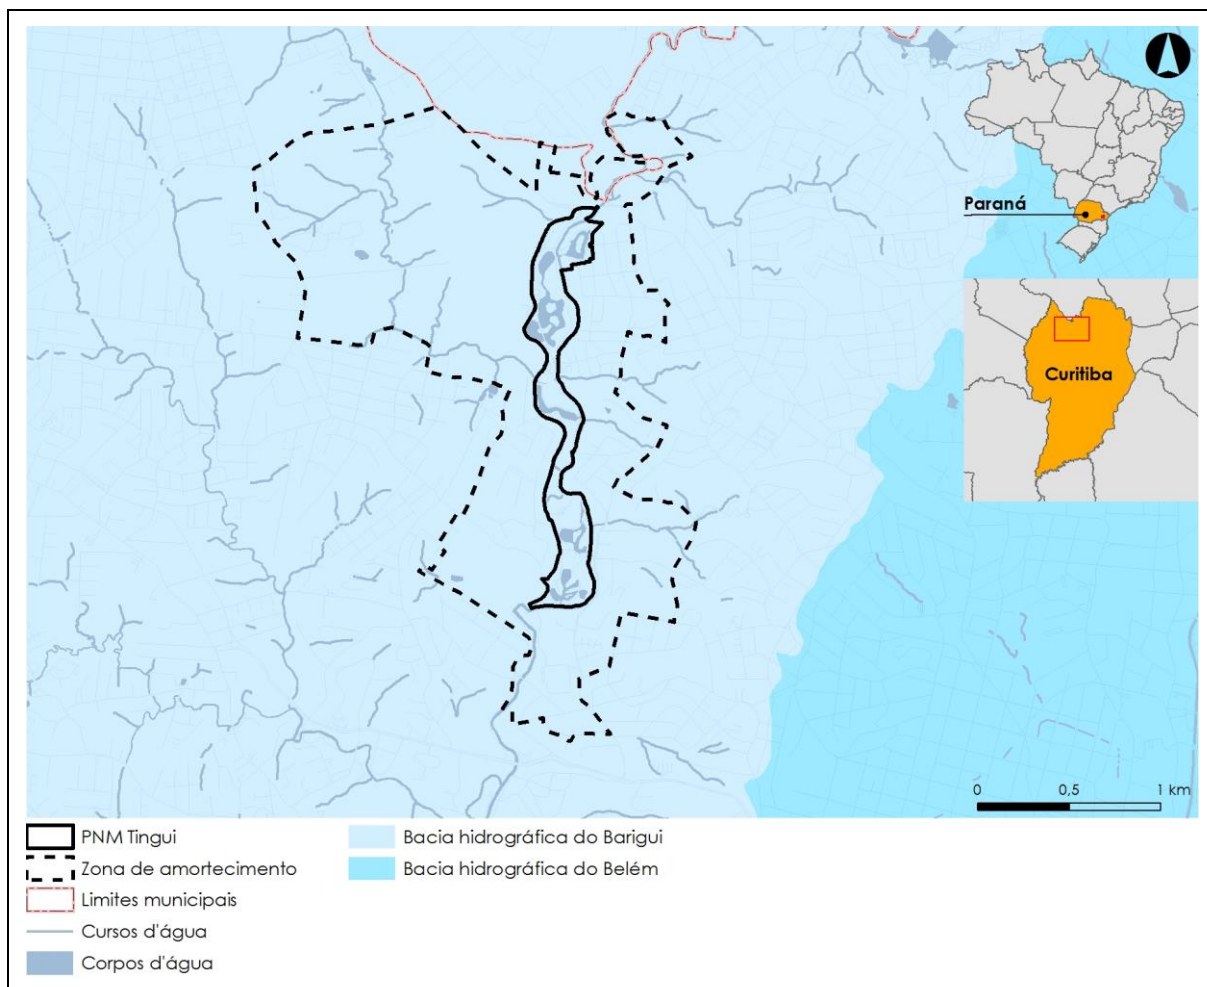 Paraná
Curitiba
0 0,5 1 km
PNM Tingui
Zona de amortecimento
Limites municipais
Cursos d'água
Corpos d'água
Bacia hidrográfica do Barigui
Bacia hidrográfica do Belém